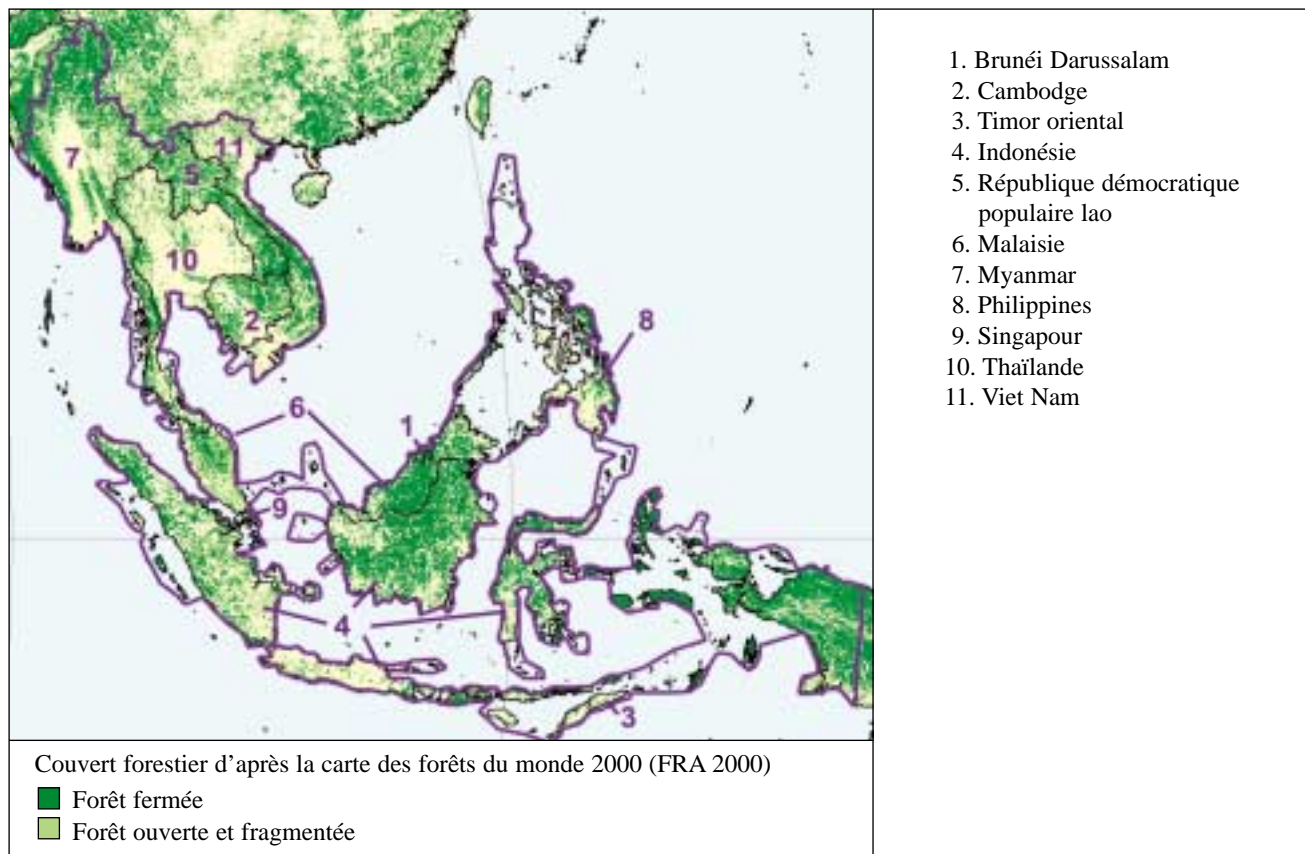 7
11
5
10
2
8
6
1
9
4
3
1. Brunéi Darussalam
2. Cambodge
3. Timor oriental
4. Indonésie
5. République démocratique
populaire lao
6. Malaisie
7. Myanmar
8. Philippines
9. Singapour
10. Thaïlande
11. Viet Nam
Couvert forestier d'après la carte des forêts du monde 2000 (FRA 2000)
Forêt fermée
Forêt ouverte et fragmentée